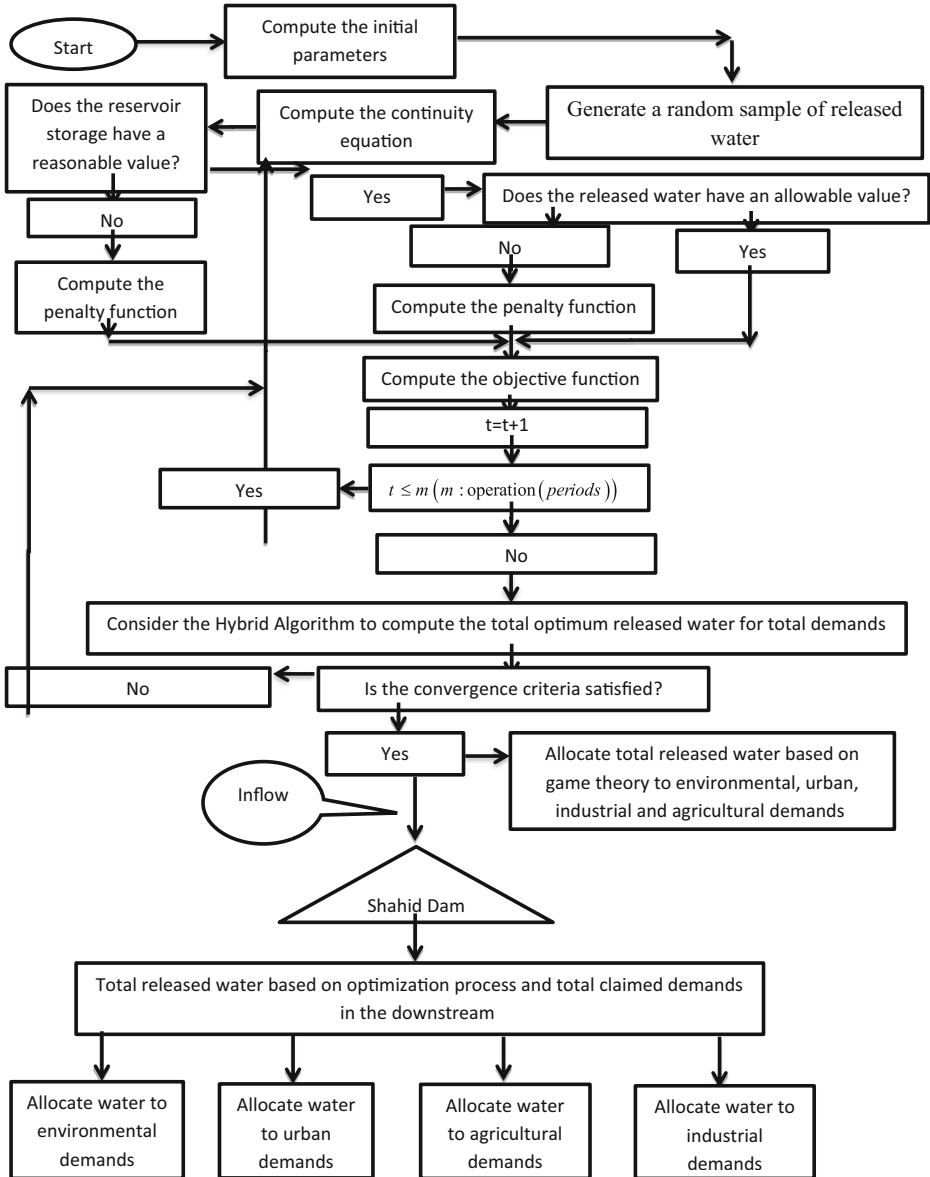 Start
Compute the initial
parameters
Does the reservoir
storage have a
reasonable value?
Compute the continuity
equation
Generate a random sample of released
water
Yes
Does the released water have an allowable value?
No
No
Yes
Compute the
penalty function
Compute the penalty function
Compute the objective function
t=t+1
Yes
t ≤ m (m : operation (periods))
No
Consider the Hybrid Algorithm to compute the total optimum released water for total demands
No
Is the convergence criteria satisfied?
Yes
Allocate total released water based on
game theory to environmental, urban,
industrial and agricultural demands
Inflow
Shahid Dam
Total released water based on optimization process and total claimed demands
in the downstream
Allocate water to
environmental
demands
Allocate water
to urban
demands
Allocate water
to agricultural
demands
Allocate water to
industrial
demands